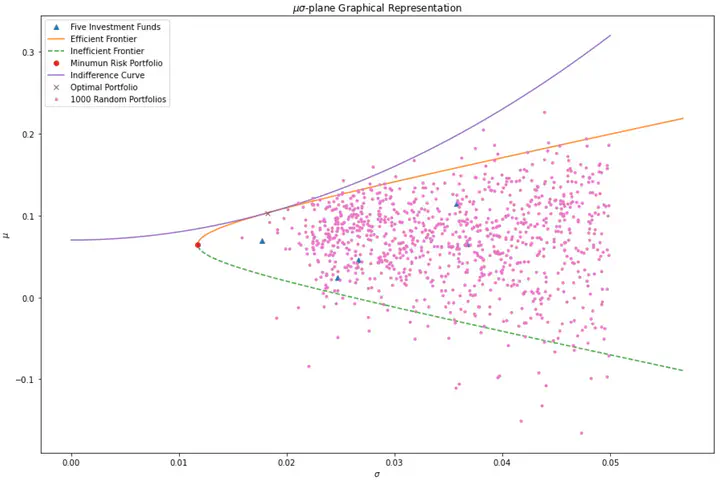 μσ-plane Graphical Representation
Five Investment Funds
Efficient Frontier
Inefficient Frontier
Minumun Risk Portfolio
Indifference Curve
Optimal Portfolio
1000 Random Portfolios
0.3
0.2
0.1
0.0
−0.1
μ
0.00 0.01 0.02 0.03 0.04 0.05
σ